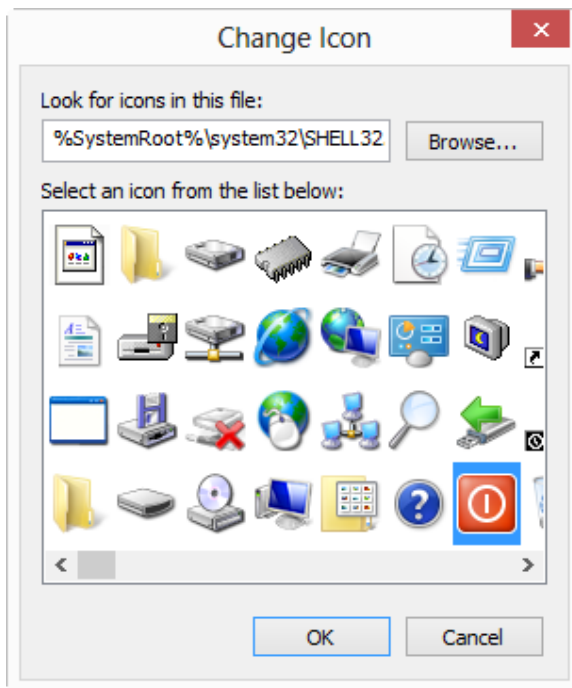 Change Icon
Look for icons in this file:
%SystemRoot%\system32\SHELL32
Browse...
Select an icon from the list below:
OK
Cancel